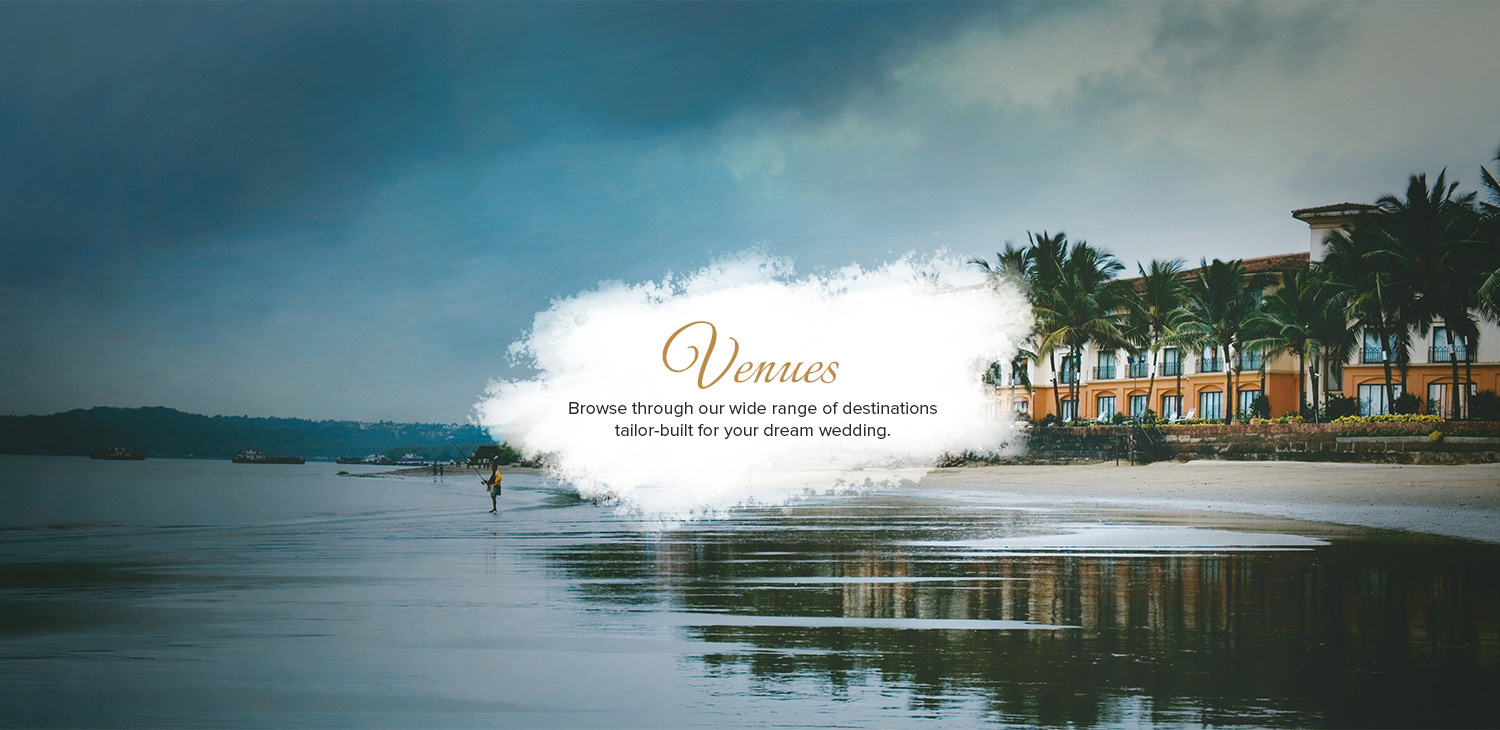 Venues
Browse through our wide range of destinations
tailor-built for your dream wedding.